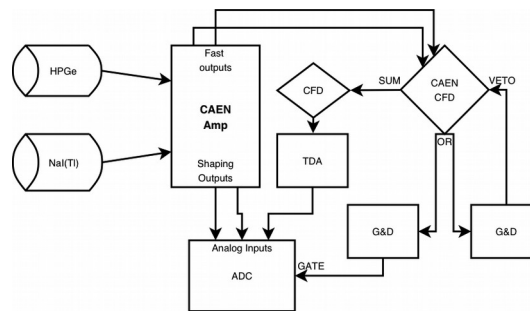 HPGe
Fast
outputs
CAEN
Amp
NaI(Tl)
Shaping
Outputs
CFD
SUM
CAEN
CFD
VETO
OR
TDA
G&D
G&D
Analog Inputs
ADC
GATE